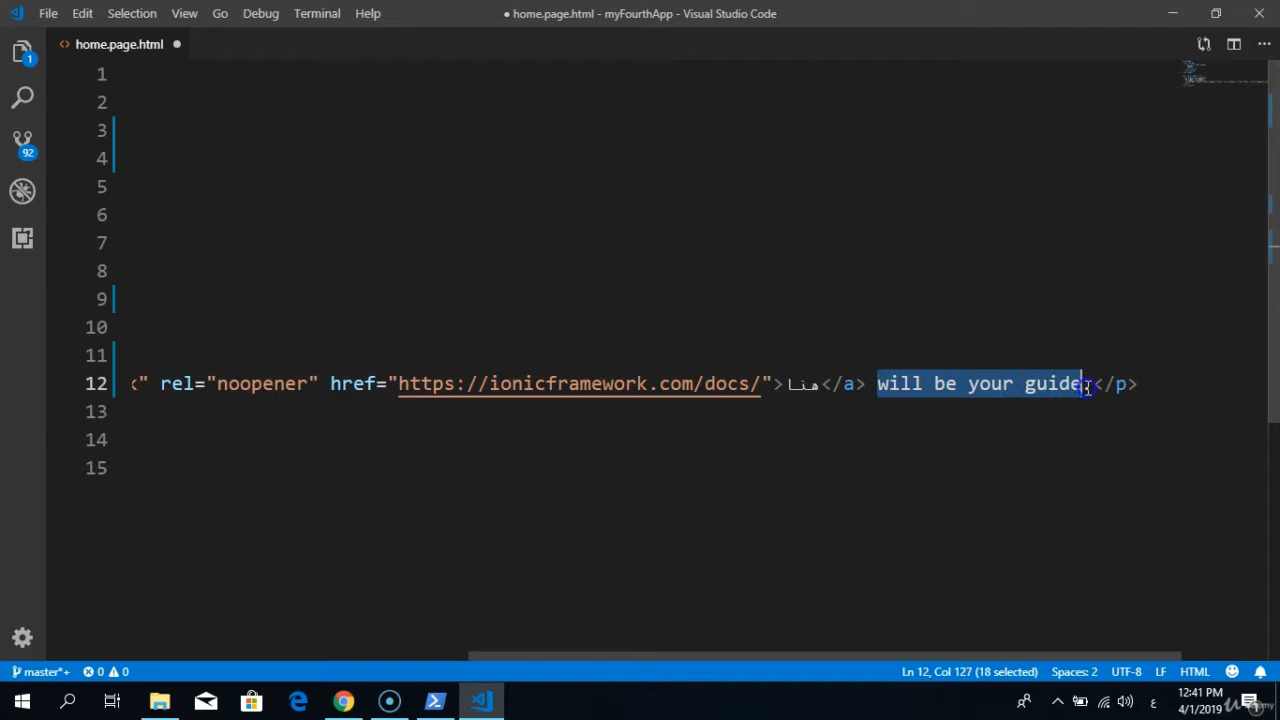 File Edit Selection View Go Debug Terminal Help
● home.page.html - myFourthApp - Visual Studio Code
<> home.page.html ●
1
1
2
3
4
92
5
6
7
8
9
10
11
12 " rel="noopener" href="https://ionicframework.com/docs/">هنا</a> will be your guide.</p>
13
14
15
master*+ 0 0 Ln 12, Col 127 (18 selected) Spaces: 2 UTF-8 LF HTML
ع 12:41 PM
4/1/2019